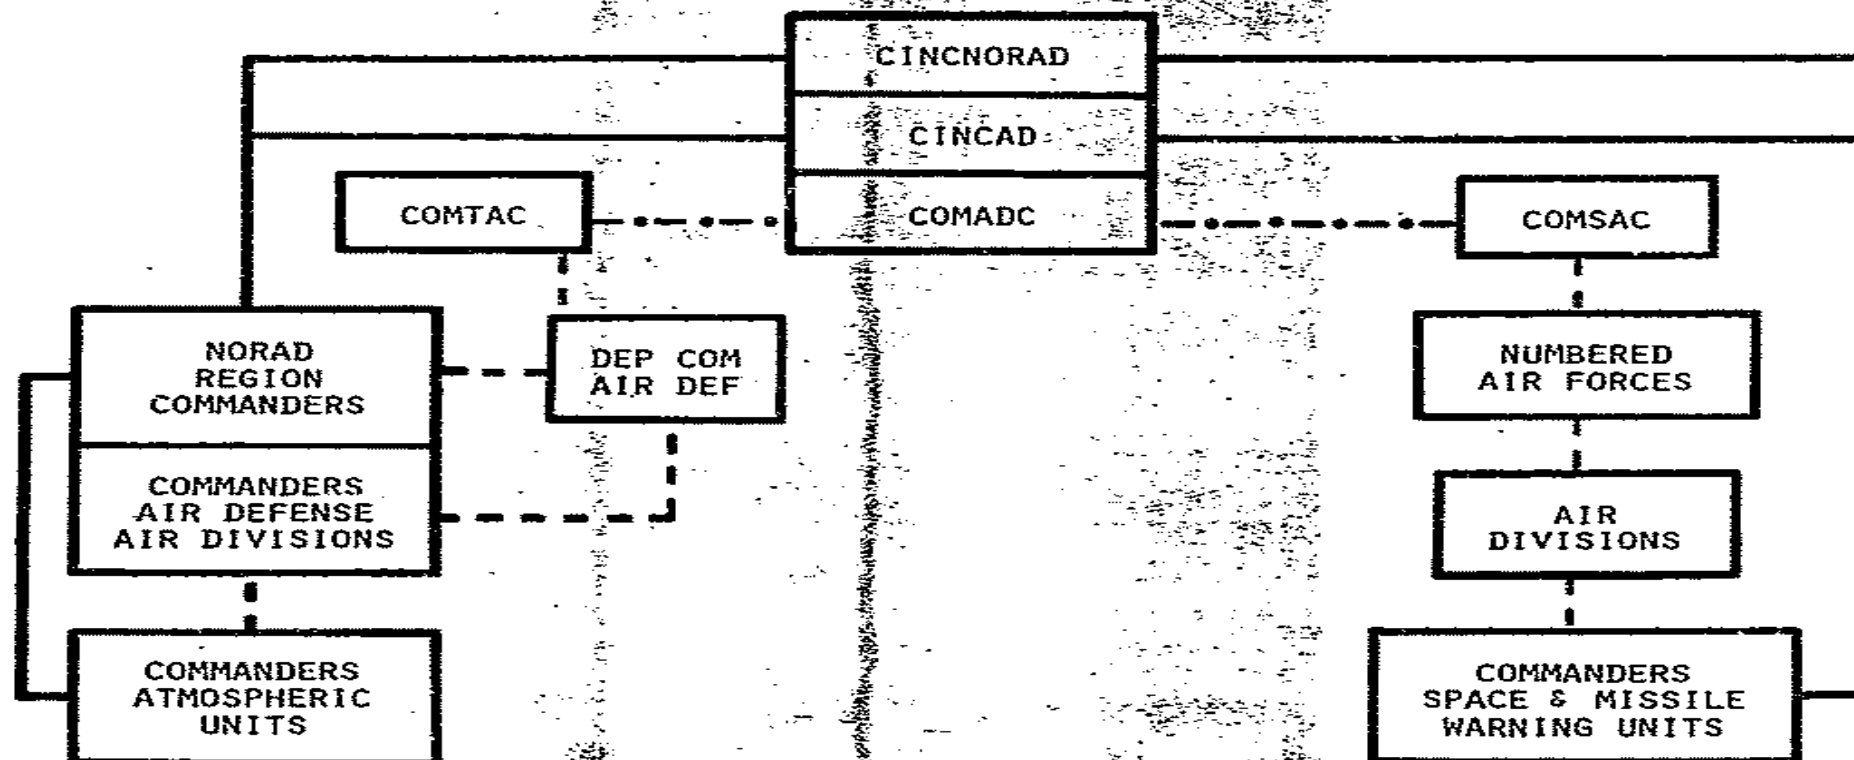 CINCNORAD
CINCAD
COMTAC
COMADC
COMSAC
NORAD
REGION
COMMANDERS
DEP COM
AIR DEF
NUMBERED
AIR FORCES
COMMANDERS
AIR DEFENSE
AIR DIVISIONS
AIR
DIVISIONS
COMMANDERS
ATMOSPHERIC
UNITS
COMMANDERS
SPACE & MISSILE
WARNING UNITS